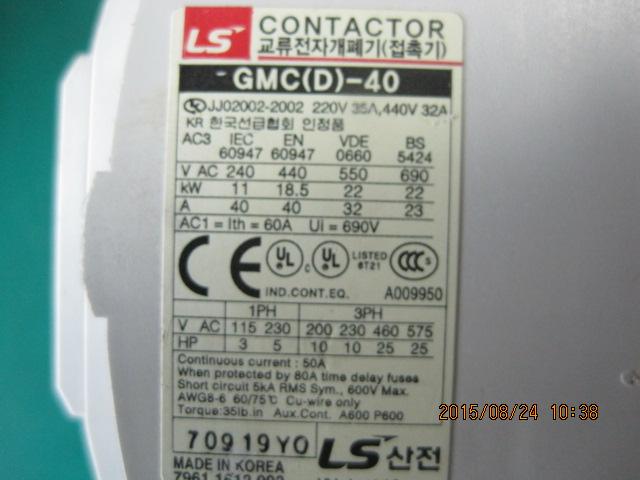 LS CONTACTOR
교류전자개폐기(접촉기)
GMC(D)-40
JJ02002-2002 220V 35A,440V 32A
KR 한국선급협회 인정품
AC3 IEC EN VDE BS
60947 60947 0660 5424
V AC 240 440 550 690
kW 11 18.5 22 22
A 40 40 32 23
AC1 = Ith = 60A Ui = 690V
CE UL c UL LISTED 6T21 CCC S
IND.CONT.EQ. A009950
1PH 3PH
V AC 115 230 200 230 460 575
HP 3 5 10 10 25 25
Continuous current : 50A
When protected by 80A time delay fuses
Short circuit 5kA RMS Sym., 600V Max.
AWG8-6 60/75℃ Cu-wire only
Torque:35lb.in Aux.Cont. A600 P600
2015/08/24 10:38
70919YO LS산전
MADE IN KOREA